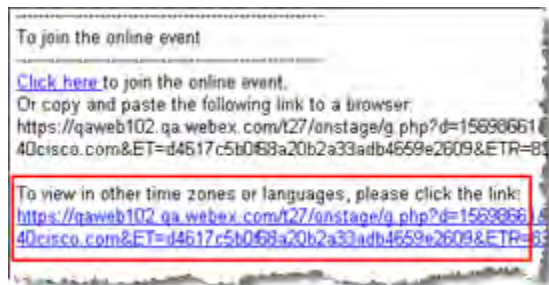 To join the online event
Click here to join the online event.
Or copy and paste the following link to a browser:
https://qaweb102.qa.webex.com/t27/onstage/g.php?d=15698661
40cisco.com&ET=d4617c5b0f68a20b2a33adb4659e2609&ETR=8
To view in other time zones or languages, please click the link:
https://qaweb102.qa.webex.com/t27/onstage/g.php?d=1569866
40cisco.com&ET=d4617c5b0f68a20b2a33adb4659e2609&ETR=